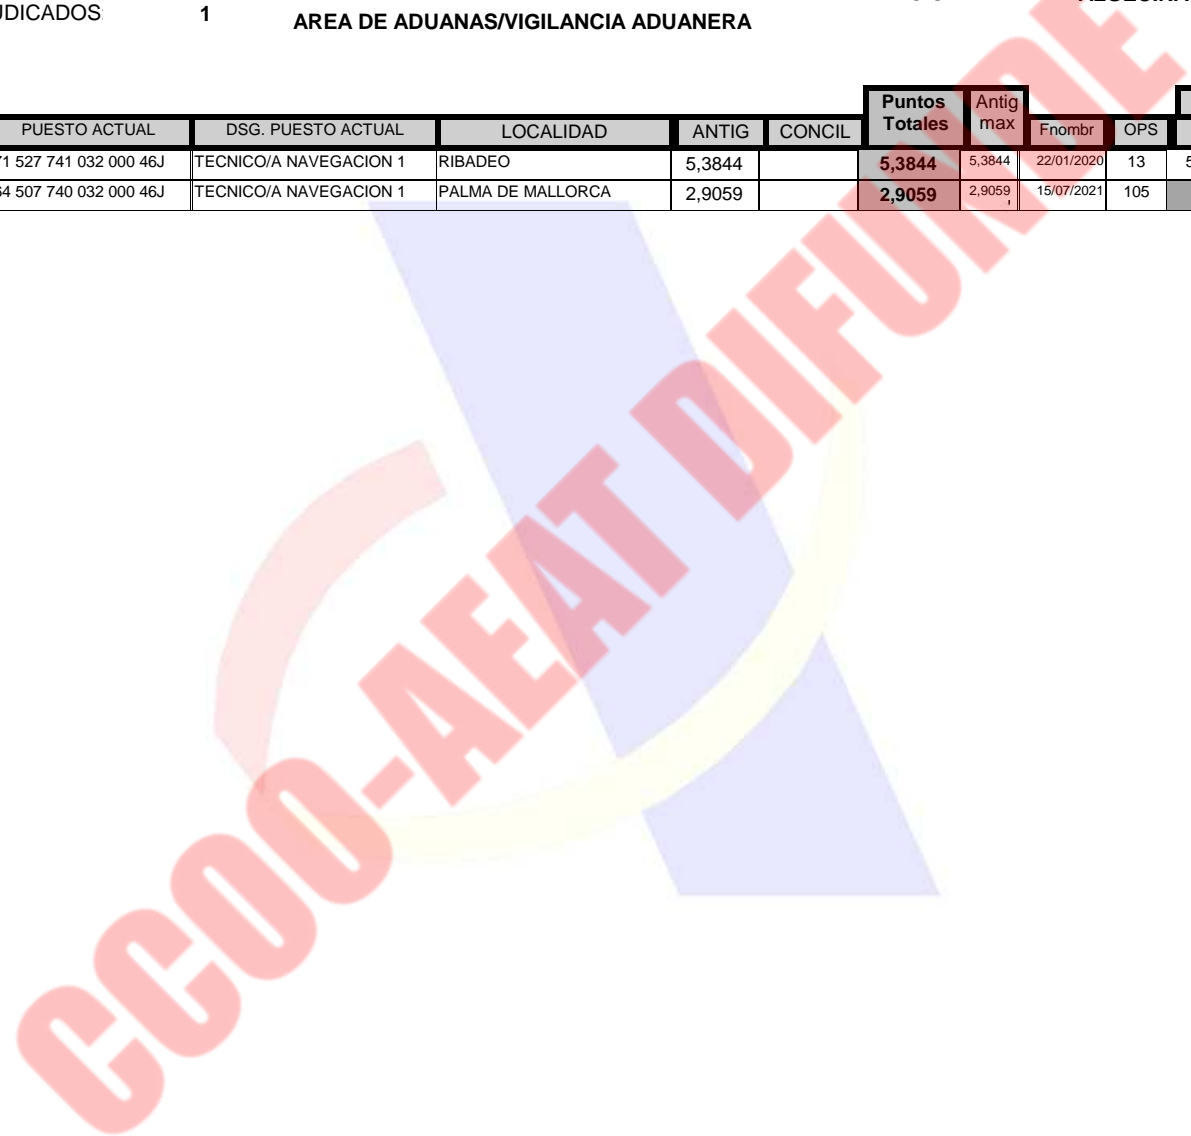 UDICADOS: 1
AREA DE ADUANAS/VIGILANCIA ADUANERA
Puntos Totales Antig max
PUESTO ACTUAL DSG. PUESTO ACTUAL LOCALIDAD ANTIG CONCIL Fnombr OPS
71 527 741 032 000 46J TECNICO/A NAVEGACION 1 RIBADEO 5,3844 5,3844 5,3844 22/01/2020 13 5
64 507 740 032 000 46J TECNICO/A NAVEGACION 1 PALMA DE MALLORCA 2,9059 2,9059 2,9059 15/07/2021 105
CCOO-AEAT DIFUNDE